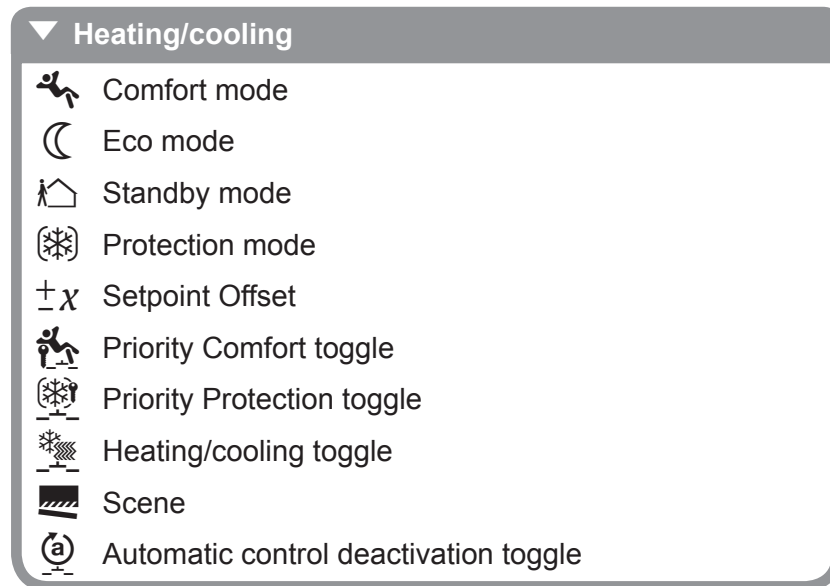 Heating/cooling
Comfort mode
Eco mode
Standby mode
Protection mode
±x Setpoint Offset
Priority Comfort toggle
Priority Protection toggle
Heating/cooling toggle
Scene
a Automatic control deactivation toggle